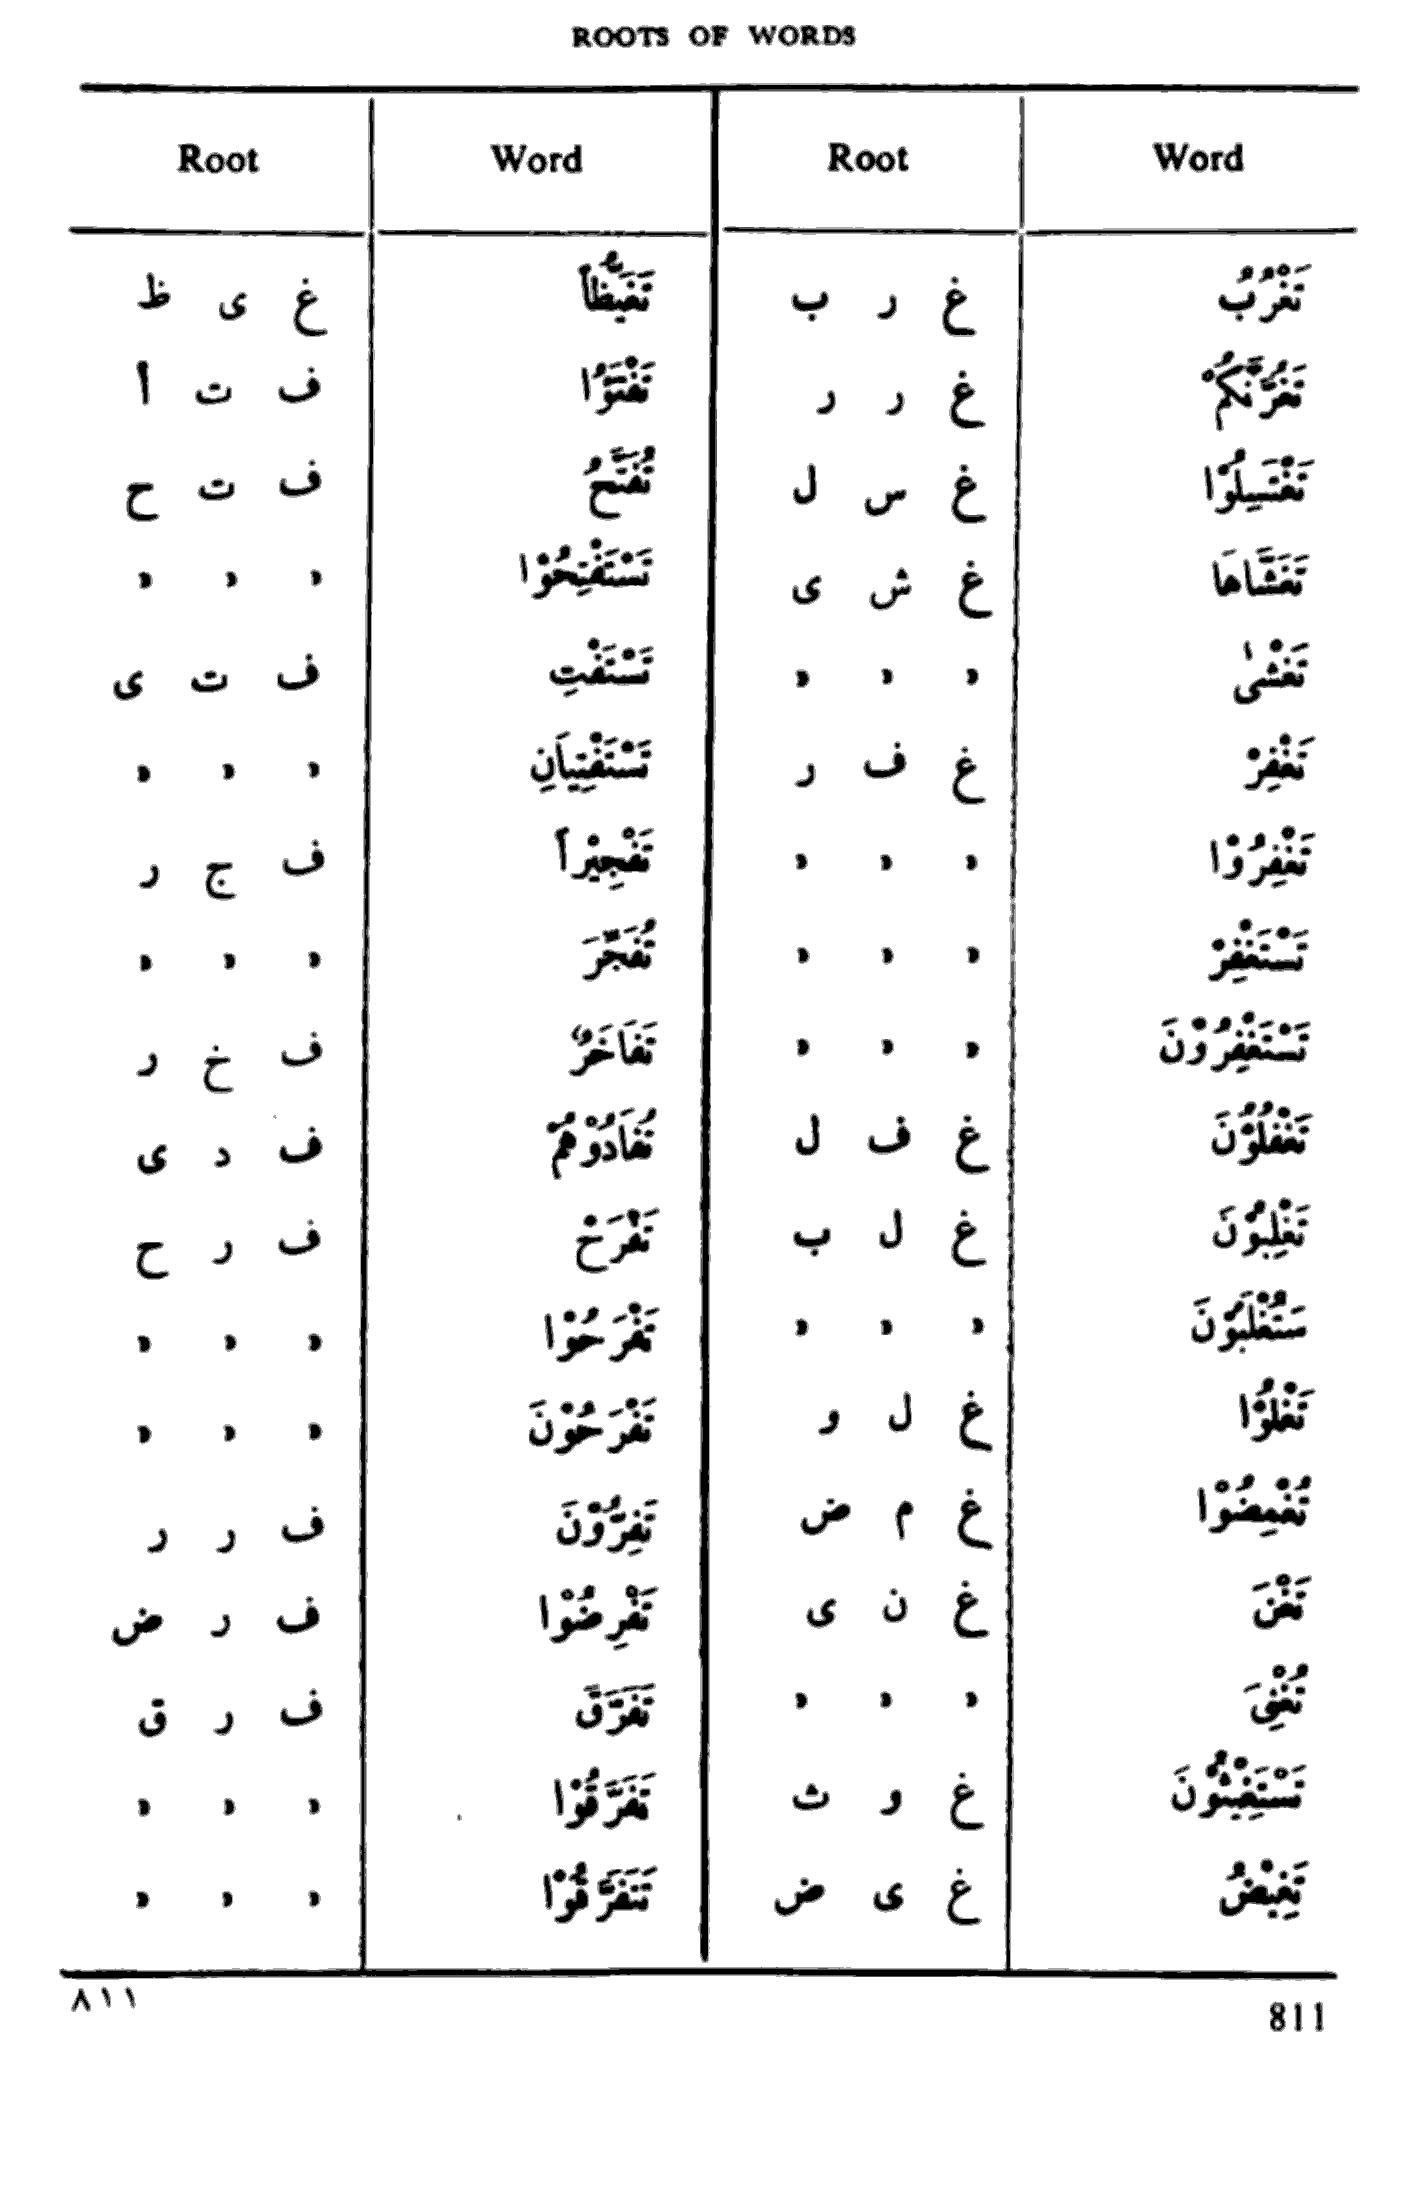 ROOTS OF WORDS
Root Word Root Word
تَغْرُبُ غ ر ب تَغَيُّظاً غ ى ظ
تَغُرَّنَّكُمْ غ ر ر تَفْتَؤُا ف ت أ
تَغْتَسِلُوْا غ س ل تُفَتَّحُ ف ت ح
تَغَشَّاهَا غ ش ى تَسْتَفْتِحُوْا " " "
تَغْشٰى " " " تَسْتَفْتِ ف ت ى
تَغْفِرْ غ ف ر تَسْتَفْتِيَانِ " " "
تَغْفِرُوْا " " " تَفْجِيْراً ف ج ر
تَسْتَغْفِرْ " " " تُفَجِّرَ " " "
تَسْتَغْفِرُوْنَ " " " تَفَاخَرٌ ف خ ر
تَغْفُلُوْنَ غ ف ل تُفَادُوْهُمْ ف د ى
تَغْلِبُوْنَ غ ل ب تَفْرَحْ ف ر ح
سَتُغْلَبُوْنَ " " " تَفْرَحُوْا " " "
تَغْلُوْا غ ل و تَفْرَحُوْنَ " " "
تُغْمِضُوْا غ م ض تَفِرُّوْنَ ف ر ر
تَغْنَ غ ن ى تَفْرِضُوْا ف ر ض
تُغْنِىَ " " " تَفَرَّقَ ف ر ق
تَسْتَغِيْثُوْنَ غ و ث تَفَرَّقُوْا " " "
تَغِيْضُ غ ى ض تَتَفَرَّقُوْا " " "
٨١١ 811